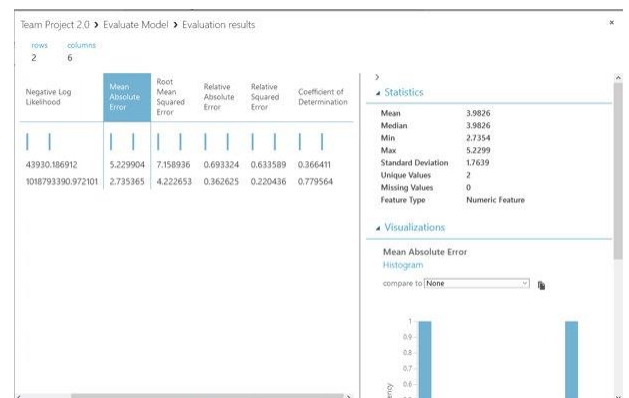 Team Project 2.0 > Evaluate Model > Evaluation results
rows columns
2 6
Negative Log Likelihood
Mean Absolute Error
Root Mean Squared Error
Relative Absolute Error
Relative Squared Error
Coefficient of Determination
43930.186912 5.229904 7.158936 0.693324 0.633589 0.366411
1018793390.972101 2.735365 4.222653 0.362625 0.220436 0.779564
Statistics
Mean 3.9826
Median 3.9826
Min 2.7354
Max 5.2299
Standard Deviation 1.7639
Unique Values 2
Missing Values 0
Feature Type Numeric Feature
Visualizations
Mean Absolute Error
Histogram
compare to None
1
0.9
0.8
0.7
0.6